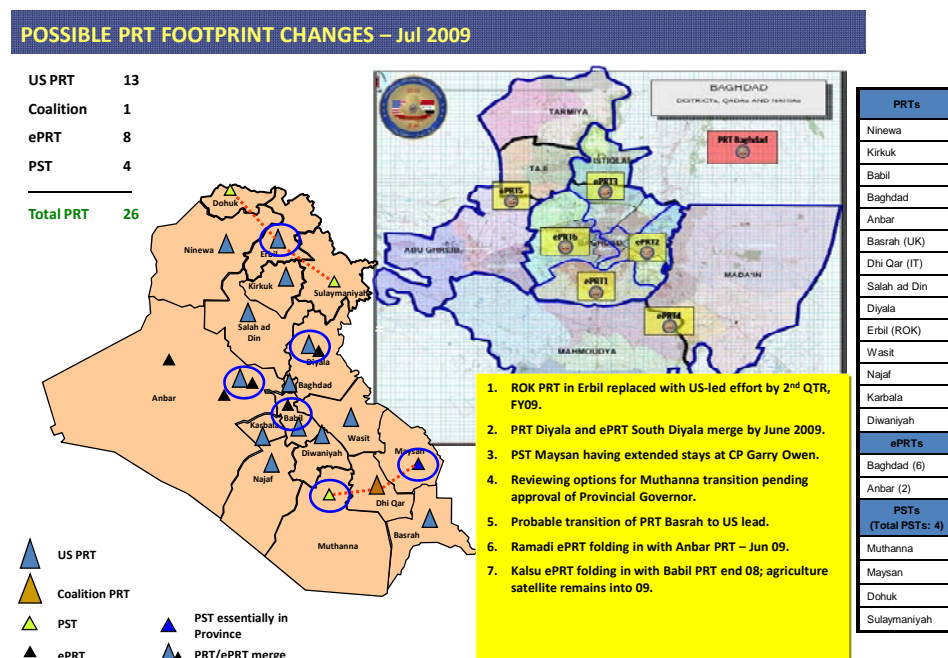 POSSIBLE PRT FOOTPRINT CHANGES – Jul 2009
US PRT 13
Coalition 1
ePRT 8
PST 4
Total PRT 26
BAGHDAD
DISTRICTS, QADAS AND NAHIAS
PRT Baghdad
TARMIYA
TAJI
ISTIQLAL
ePRT5
ePRT3
ABU GHREIB
ePRT6
BAGHDAD
ePRT2
MADA'IN
ePRT1
ePRT4
MAHMOUDYA
Dohuk
Ninewa
Erbil
Kirkuk
Sulaymaniyah
Salah ad
Din
Diyala
Anbar
Baghdad
Babil
Karbala
Wasit
Diwaniyah
Najaf
Maysan
Dhi Qar
Muthanna
Basrah
US PRT
Coalition PRT
PST
ePRT
PST essentially in
Province
PRT/ePRT merge
1. ROK PRT in Erbil replaced with US-led effort by 2nd QTR,
FY09.
2. PRT Diyala and ePRT South Diyala merge by June 2009.
3. PST Maysan having extended stays at CP Garry Owen.
4. Reviewing options for Muthanna transition pending
approval of Provincial Governor.
5. Probable transition of PRT Basrah to US lead.
6. Ramadi ePRT folding in with Anbar PRT – Jun 09.
7. Kalsu ePRT folding in with Babil PRT end 08; agriculture
satellite remains into 09.
PRTs
Ninewa
Kirkuk
Babil
Baghdad
Anbar
Basrah (UK)
Dhi Qar (IT)
Salah ad Din
Diyala
Erbil (ROK)
Wasit
Najaf
Karbala
Diwaniyah
ePRTs
Baghdad (6)
Anbar (2)
PSTs
(Total PSTs: 4)
Muthanna
Maysan
Dohuk
Sulaymaniyah